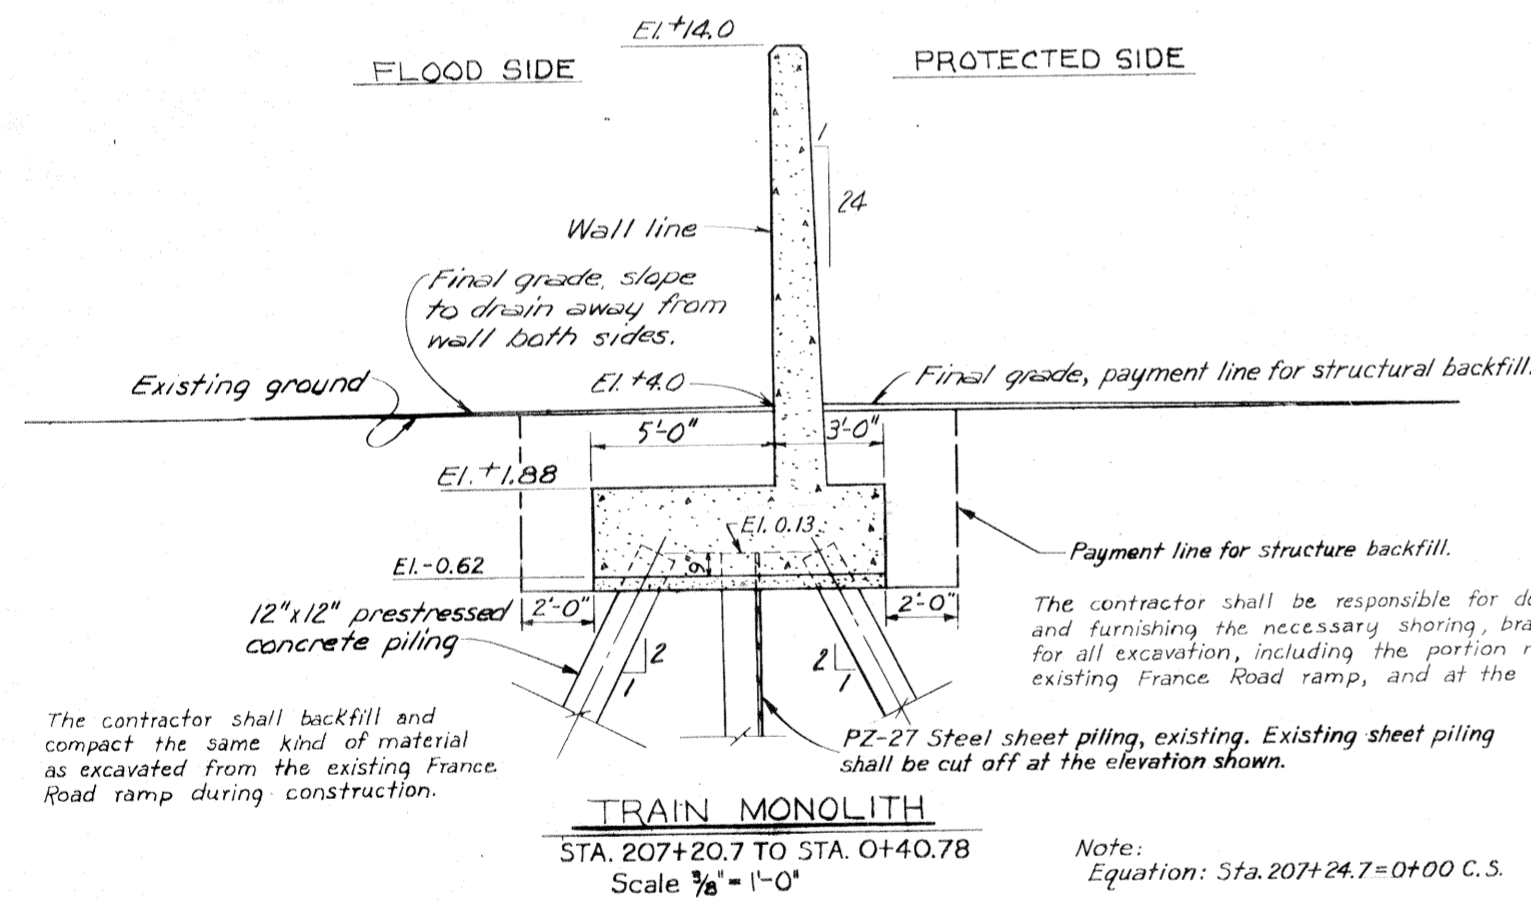 El. +14.0
FLOOD SIDE
PROTECTED SIDE
1
24
Wall line
Final grade, slope
to drain away from
wall both sides.
Existing ground
El. +4.0
Final grade, payment line for structural backfill.
5'-0"
3'-0"
El. +1.88
El. 0.13
Payment line for structure backfill.
El. -0.62
9"
2'-0"
2'-0"
12"x12" prestressed
concrete piling
2
1
2
1
The contractor shall be responsible for
and furnishing the necessary shoring,
for all excavation, including the portion
existing France Road ramp, and at the
The contractor shall backfill and
compact the same kind of material
as excavated from the existing France
Road ramp during construction.
PZ-27 Steel sheet piling, existing. Existing sheet piling
shall be cut off at the elevation shown.
TRAIN MONOLITH
STA. 207+20.7 TO STA. 0+40.78
Scale 3/8" = 1'-0"
Note:
Equation: Sta. 207+24.7=0+00 C.S.